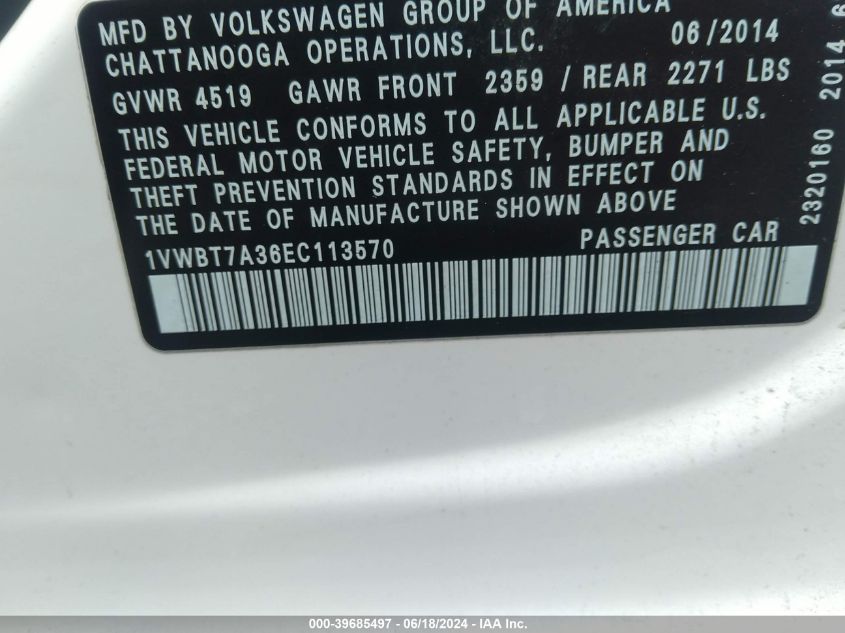 MFD BY VOLKSWAGEN GROUP OF AMERICA
CHATTANOOGA OPERATIONS, LLC. 06/2014
GVWR 4519 GAWR FRONT 2359 / REAR 2271 LBS
THIS VEHICLE CONFORMS TO ALL APPLICABLE U.S.
FEDERAL MOTOR VEHICLE SAFETY, BUMPER AND
THEFT PREVENTION STANDARDS IN EFFECT ON
THE DATE OF MANUFACTURE SHOWN ABOVE
1VWBT7A36EC113570 PASSENGER CAR
2320160 2014 6
000-39685497 - 06/18/2024 - IAA Inc.